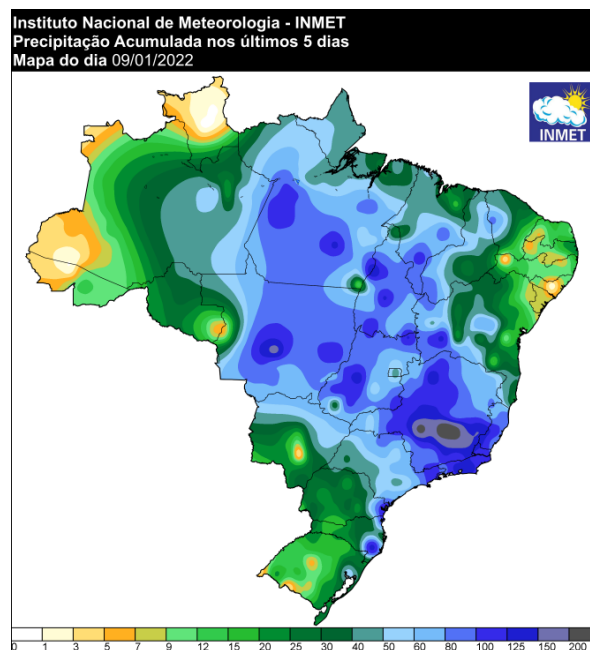 Instituto Nacional de Meteorologia - INMET
Precipitação Acumulada nos últimos 5 dias
Mapa do dia 09/01/2022
INMET
0 1 3 5 7 9 12 15 20 25 30 40 50 60 80 100 125 150 200